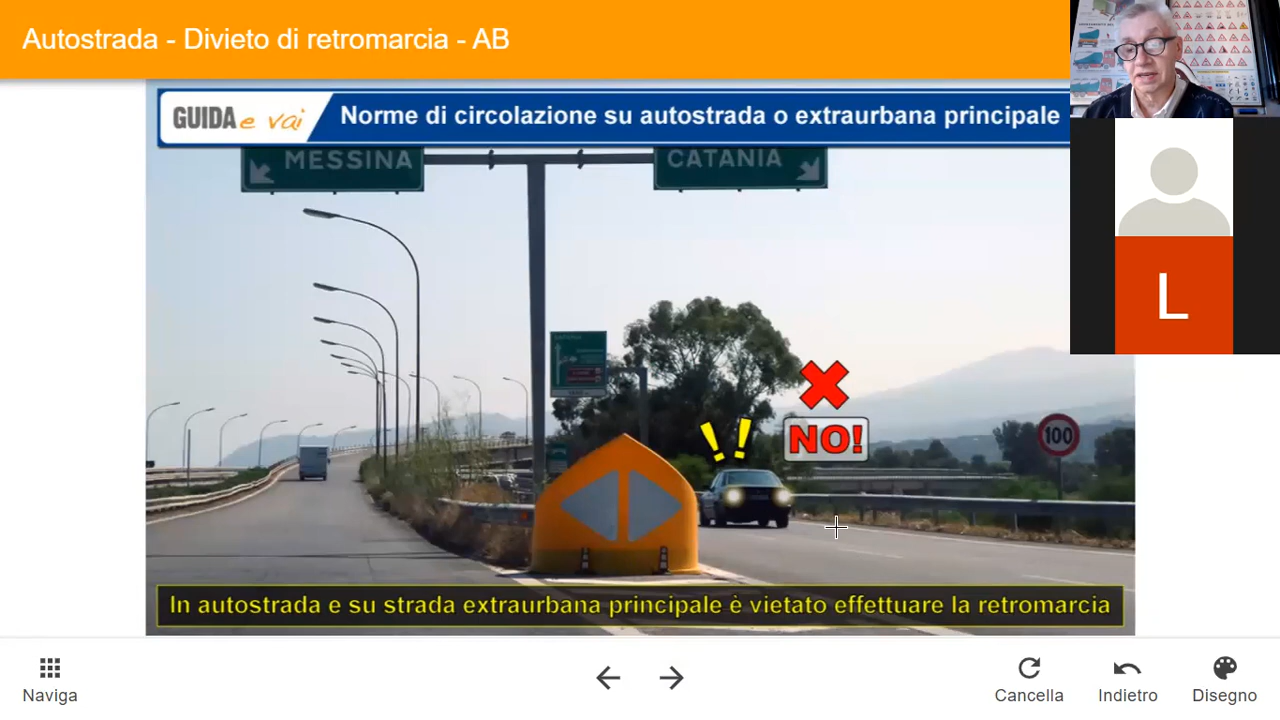 Autostrada - Divieto di retromarcia - AB
GUIDA e vai
Norme di circolazione su autostrada o extraurbana principale
MESSINA
CATANIA
NO!
100
L
In autostrada e su strada extraurbana principale è vietato effettuare la retromarcia
Naviga
Cancella
Indietro
Disegno